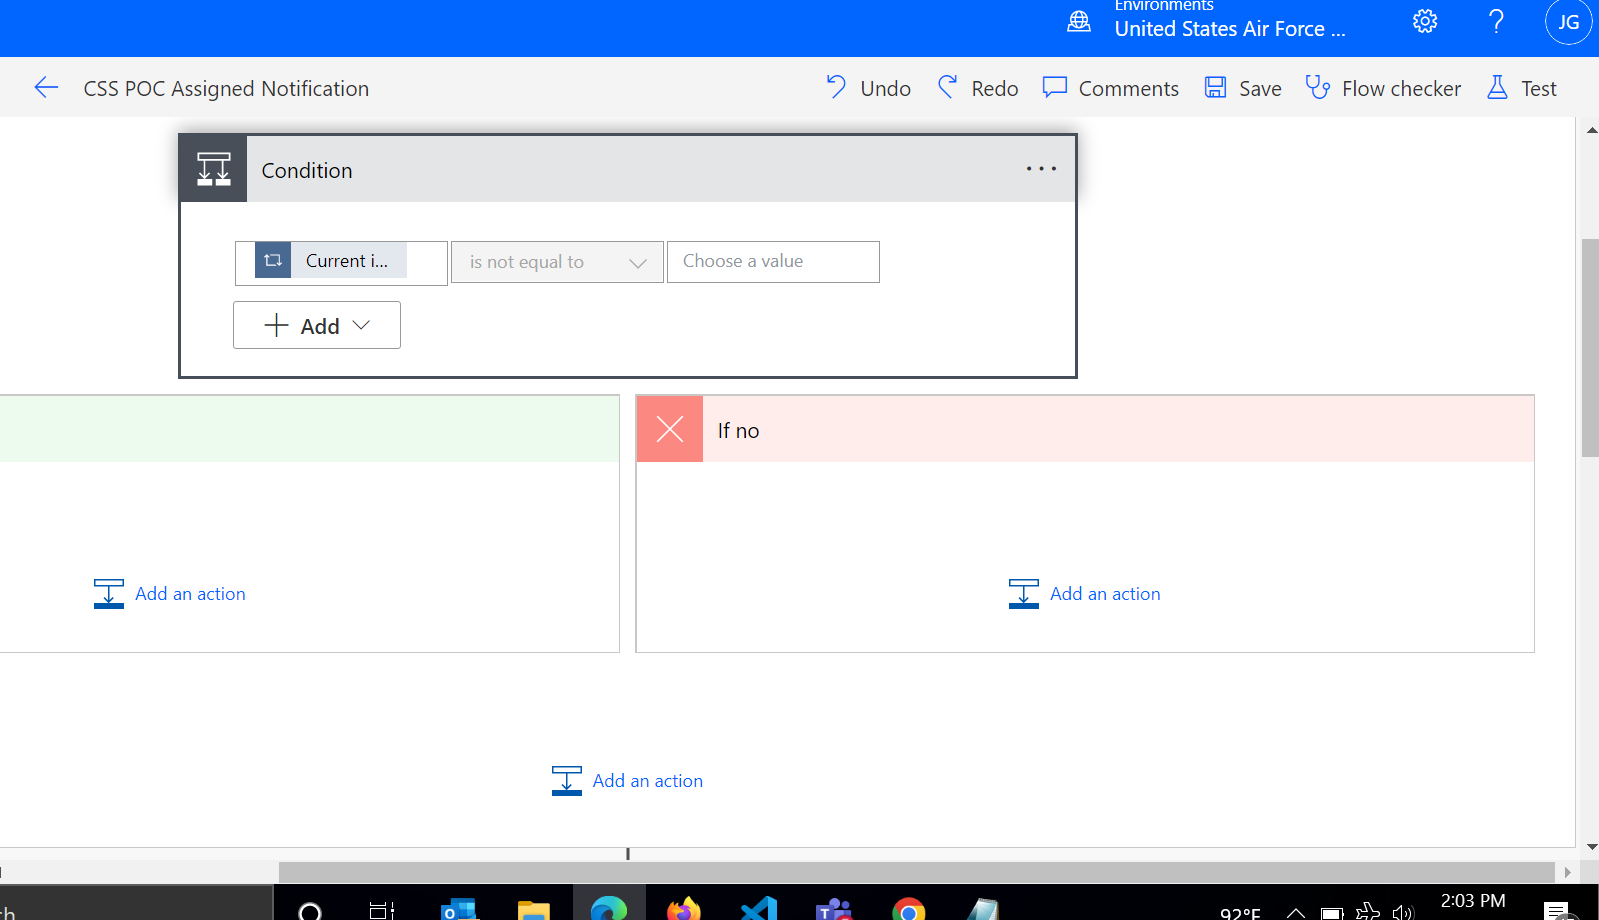 Environments
United States Air Force ...
JG
CSS POC Assigned Notification
Undo
Redo
Comments
Save
Flow checker
Test
Condition
Current i...
is not equal to
Choose a value
Add
If no
Add an action
Add an action
Add an action
ch
92°F
2:03 PM